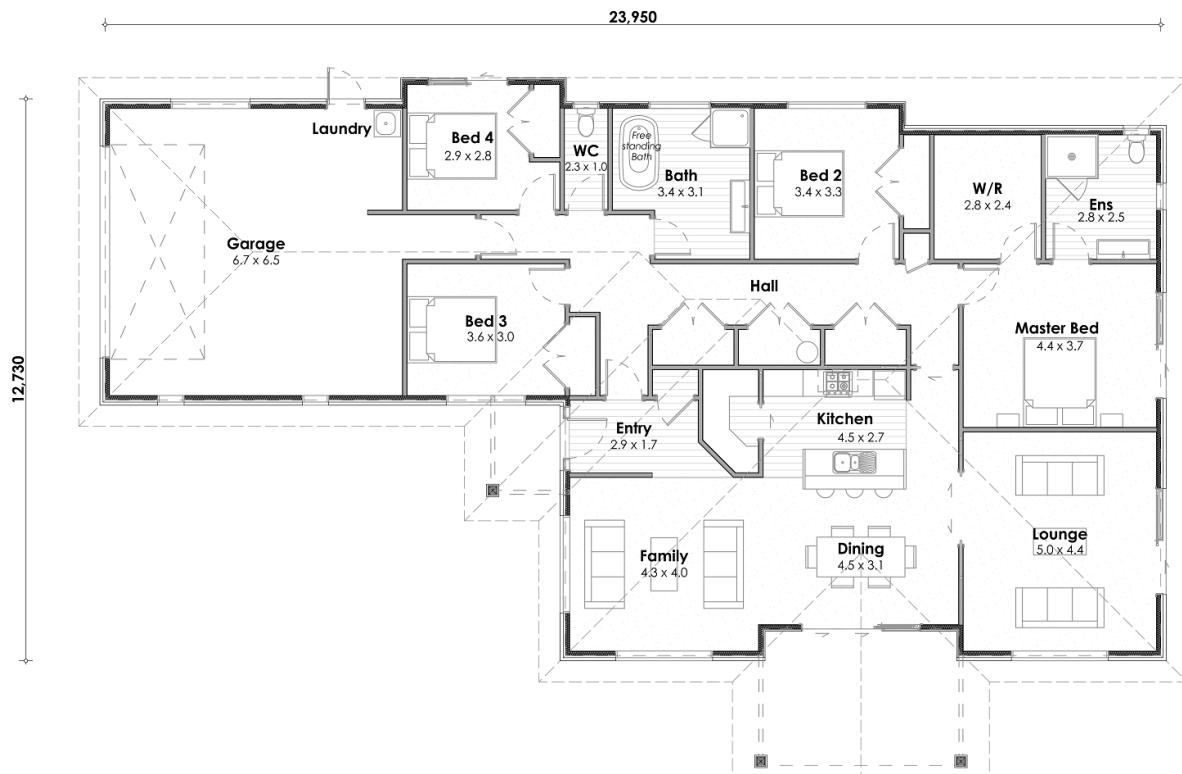 23,950
12,730
Laundry
Bed 4
2.9 x 2.8
WC
2.3 x 1.0
Free
standing
Bath
Bath
3.4 x 3.1
Bed 2
3.4 x 3.3
W/R
2.8 x 2.4
Ens
2.8 x 2.5
Garage
6.7 x 6.5
Hall
Bed 3
3.6 x 3.0
Master Bed
4.4 x 3.7
Entry
2.9 x 1.7
Kitchen
4.5 x 2.7
Family
4.3 x 4.0
Dining
4.5 x 3.1
Lounge
5.0 x 4.4